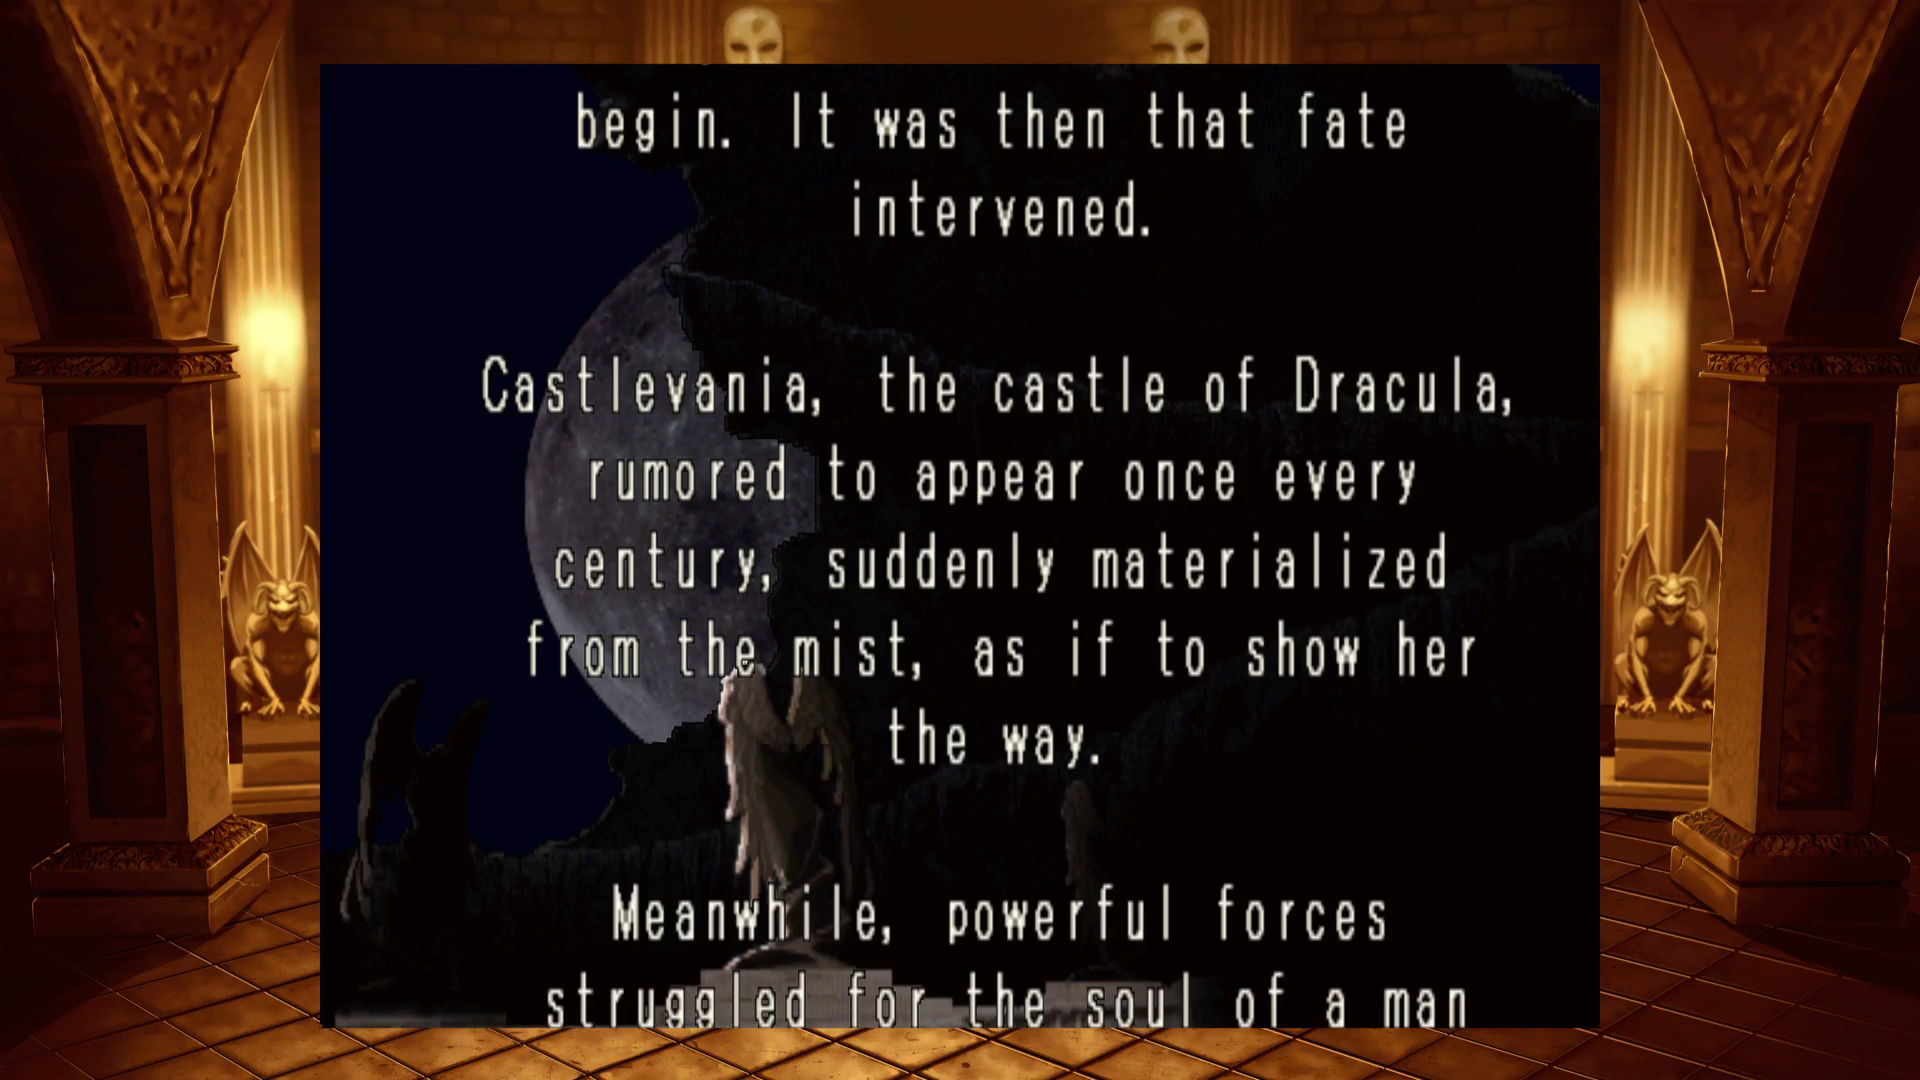 begin. It was then that fate
intervened.
Castlevania, the castle of Dracula,
rumored to appear once every
century, suddenly materialized
from the mist, as if to show her
the way.
Meanwhile, powerful forces
struggled for the soul of a man